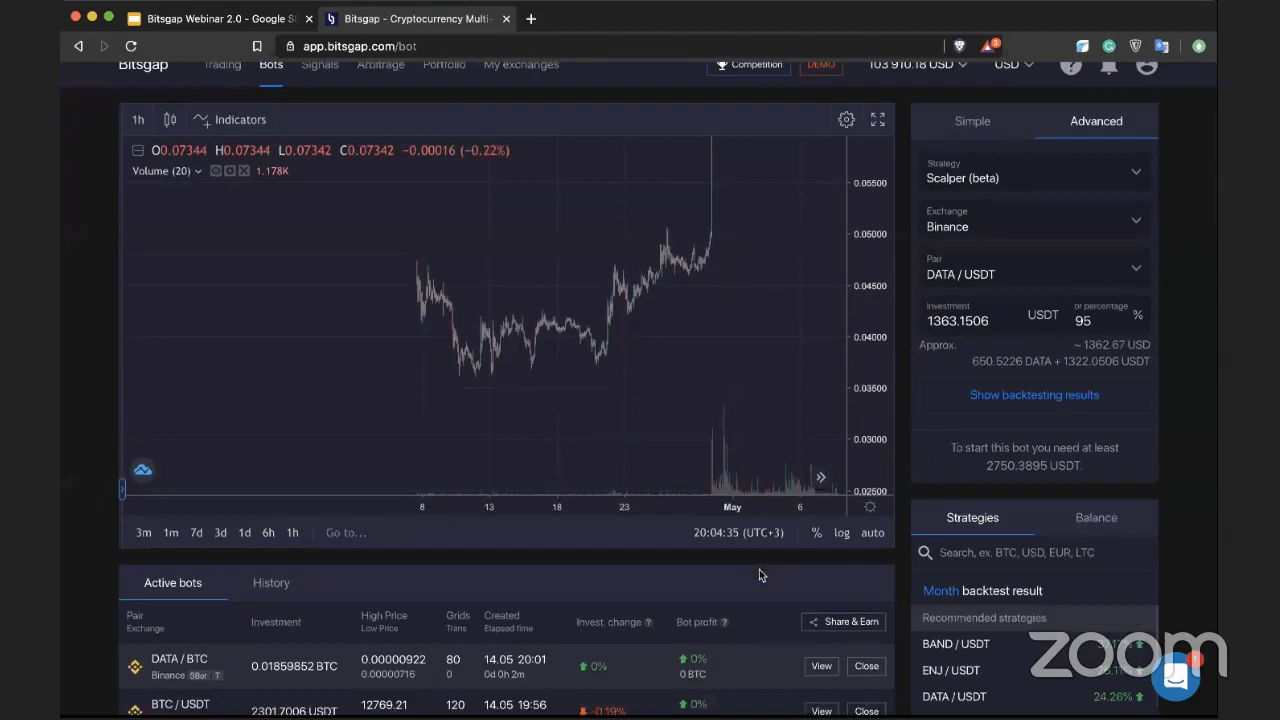 Bitsgap Webinar 2.0 - Google S
Bitsgap - Cryptocurrency Multi-
app.bitsgap.com/bot
3
Bitsgap Trading Bots Signals Arbitrage Portfolio My exchanges Competition DEMO 103 910.18 USD USD
1h Indicators
O0.07344 H0.07344 L0.07342 C0.07342 −0.00016 (−0.22%)
Volume (20) 1.178K
0.05500
0.05000
0.04500
0.04000
0.03500
0.03000
0.02500
8 13 18 23 May 6
3m 1m 7d 3d 1d 6h 1h Go to... 20:04:35 (UTC+3) % log auto
Simple Advanced
Strategy
Scalper (beta)
Exchange
Binance
Pair
DATA / USDT
Investment or percentage
1363.1506 USDT 95 %
Approx. ~ 1362.67 USD
650.5226 DATA + 1322.0506 USDT
Show backtesting results
To start this bot you need at least
2750.3895 USDT.
Active bots History
Pair Investment High Price Grids Created Invest. change ? Bot profit ? Share & Earn
Exchange Low Price Trans Elapsed time
DATA / BTC 0.01859852 BTC 0.00000922 80 14.05 20:01 0% 0% View Close
Binance SBot T 0.00000716 0 0d 0h 2m 0 BTC
BTC / USDT 2301.7006 USDT 12769.21 120 14.05 19:56 -0.19% 0% View Close
Strategies Balance
Search, ex. BTC, USD, EUR, LTC
Month backtest result
Recommended strategies
BAND / USDT
ENJ / USDT
DATA / USDT 24.26%
zoom
1